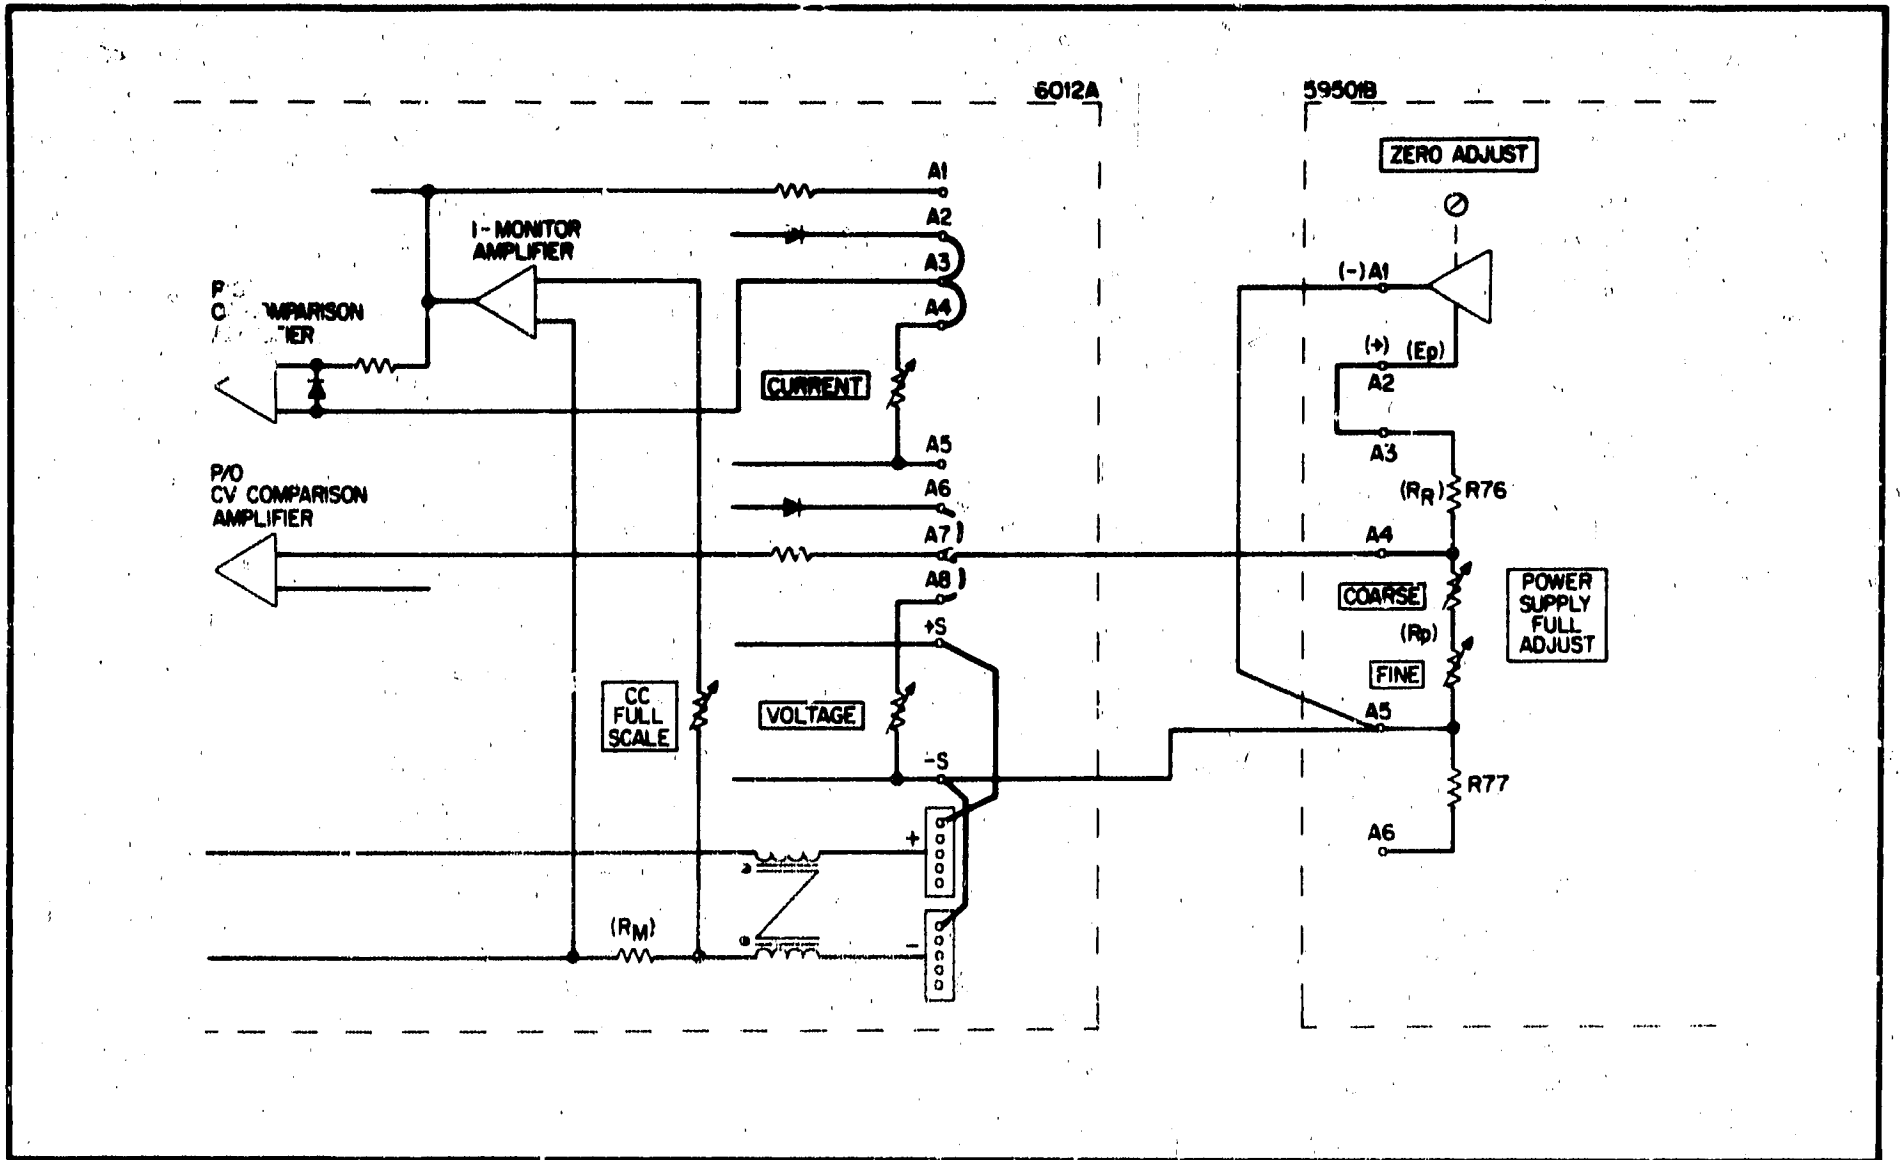 6012A
59501B
ZERO ADJUST
A1
A2
A3
A4
I-MONITOR
AMPLIFIER
(-) A1
(+)
(Ep)
A2
A3
CURRENT
A5
A6
A7
A8
+S
-S
P/O
CV COMPARISON
AMPLIFIER
(RR) R76
A4
COARSE
(Rp)
FINE
A5
POWER
SUPPLY
FULL
ADJUST
R77
A6
CC
FULL
SCALE
VOLTAGE
+
(RM)
-